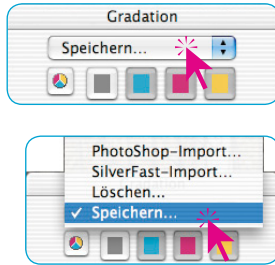 Gradation
Speichern...
PhotoShop-Import...
SilverFast-Import...
Löschen...
✓ Speichern...